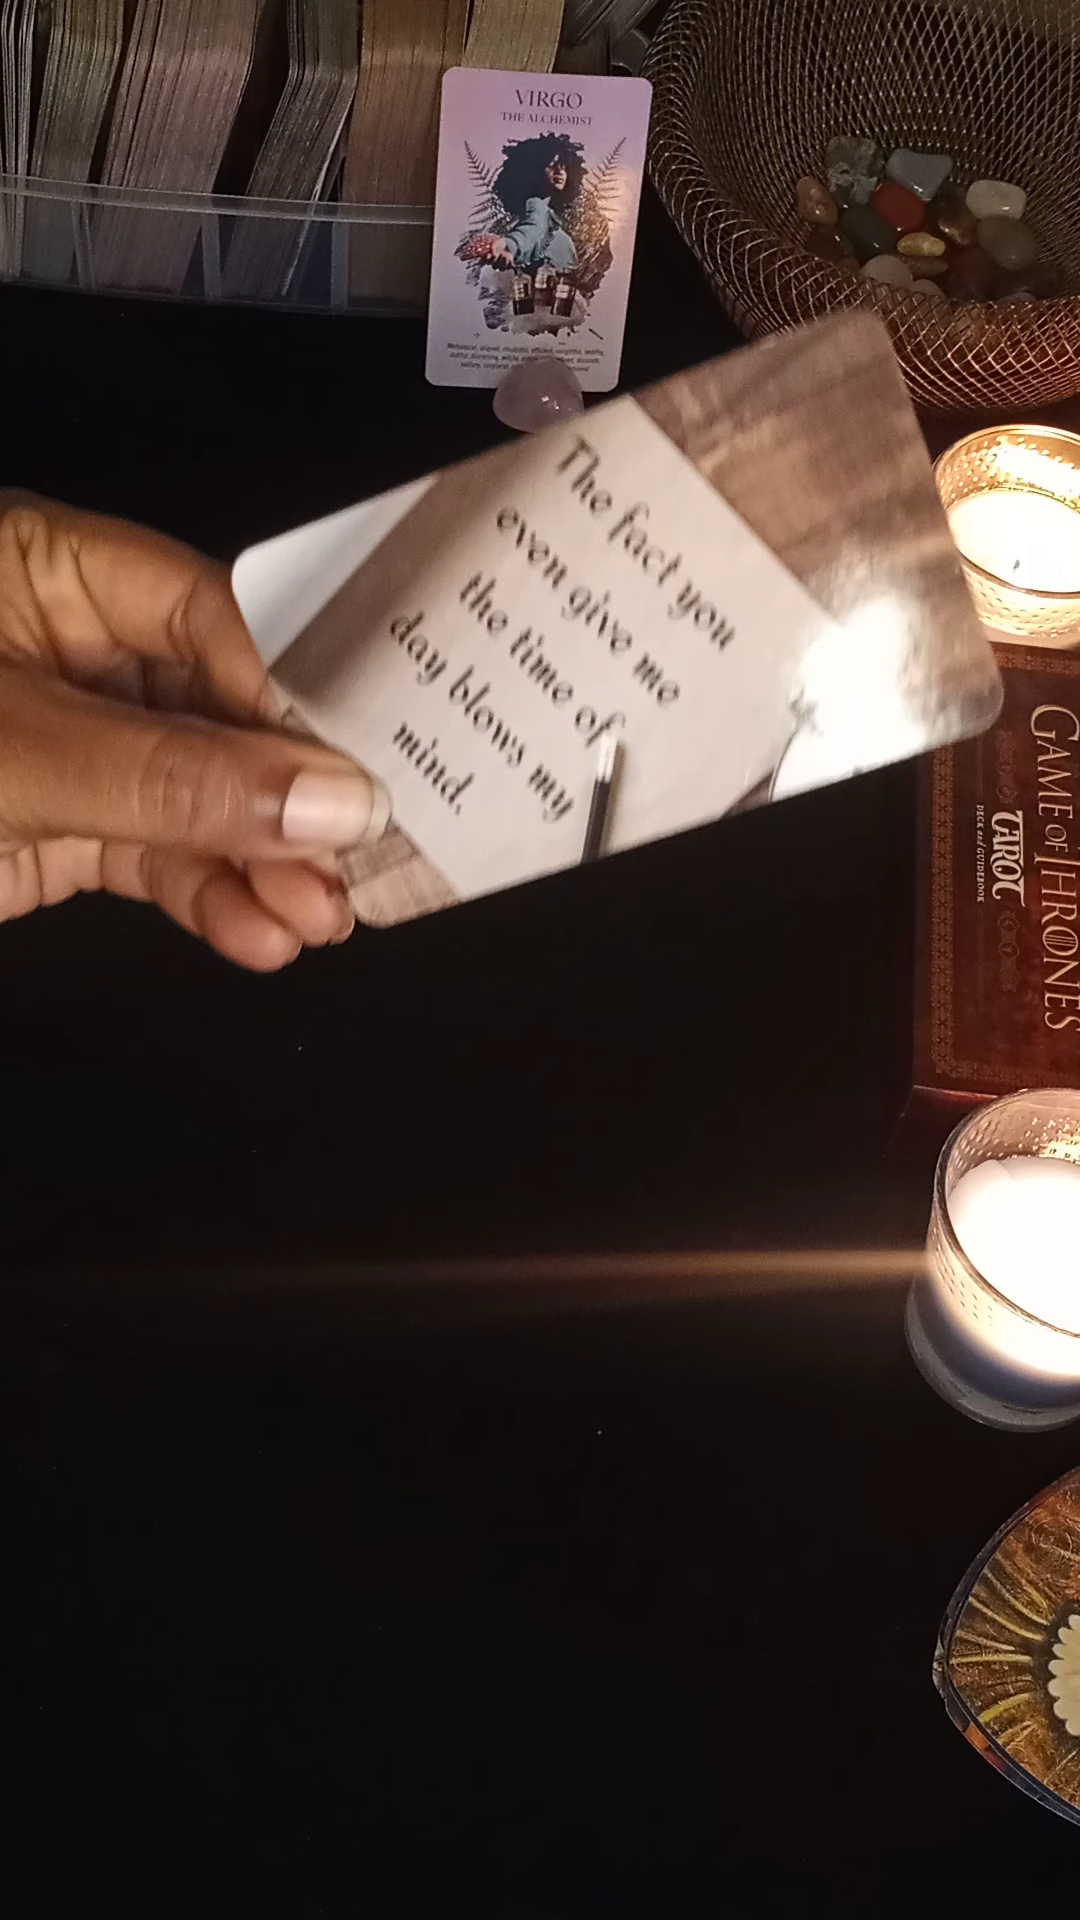 VIRGO
THE ALCHEMIST
The fact you
even give me
the time of
day blows my
mind.
GAME OF THRONES
TAROT
DECK and GUIDEBOOK